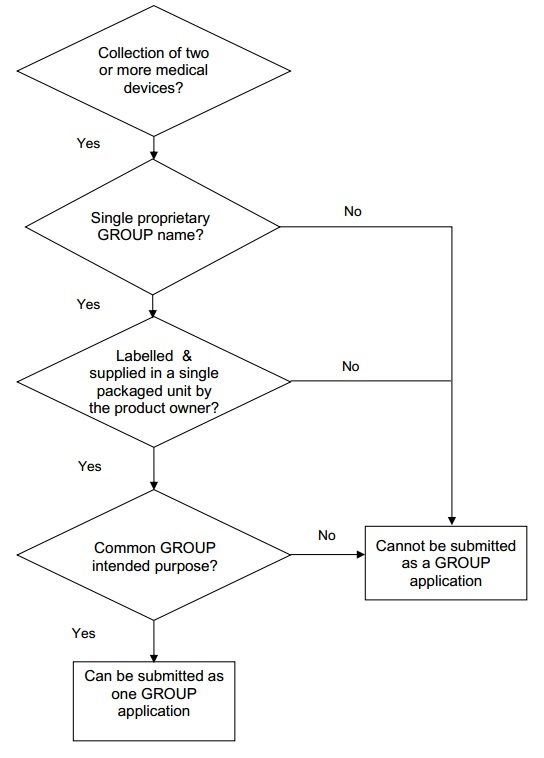 Collection of two
or more medical
devices?
Yes
Single proprietary
GROUP name?
No
Yes
Labelled &
supplied in a single
packaged unit by
the product owner?
No
Yes
Common GROUP
intended purpose?
No
Cannot be submitted
as a GROUP
application
Yes
Can be submitted as
one GROUP
application